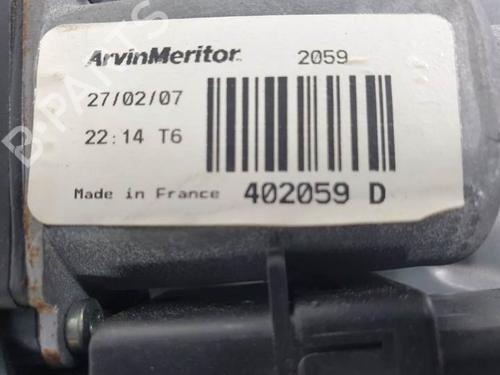 ArvinMeritor 2059
27/02/07
22:14 T6
Made in France 402059 D
B-PARTS